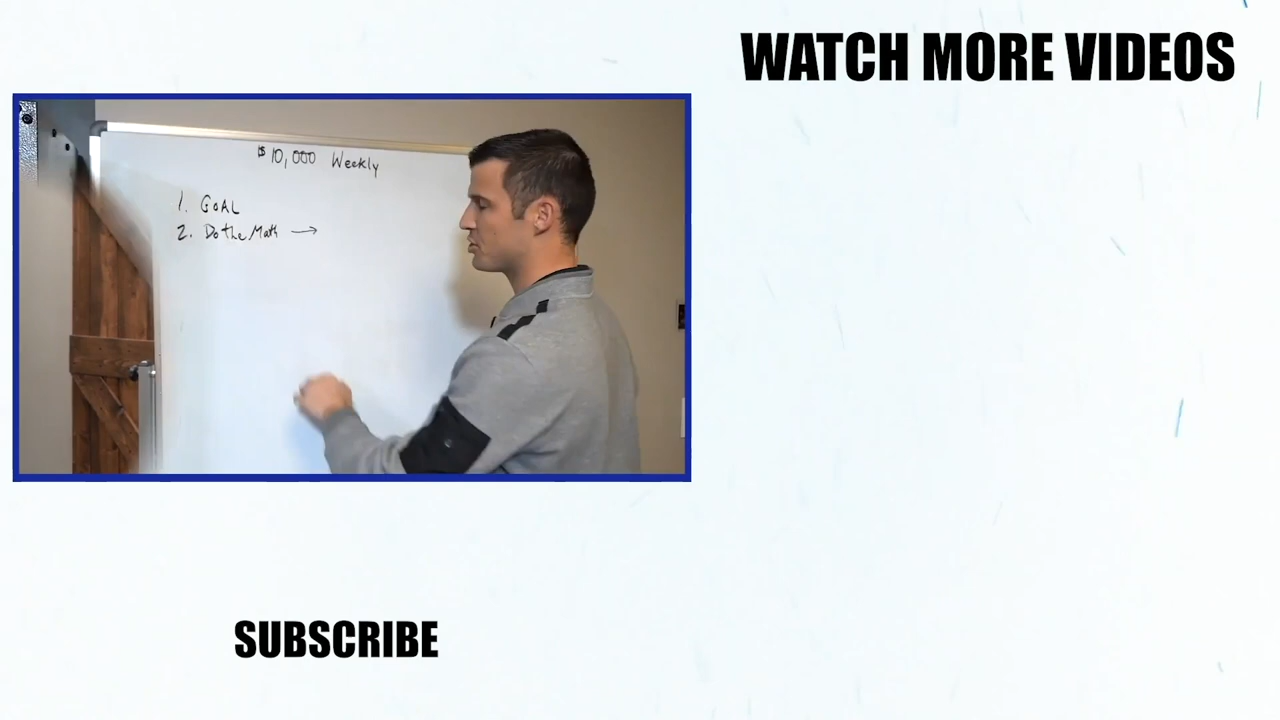 WATCH MORE VIDEOS
$10,000 Weekly
1. GOAL
2. Do the Math →
SUBSCRIBE